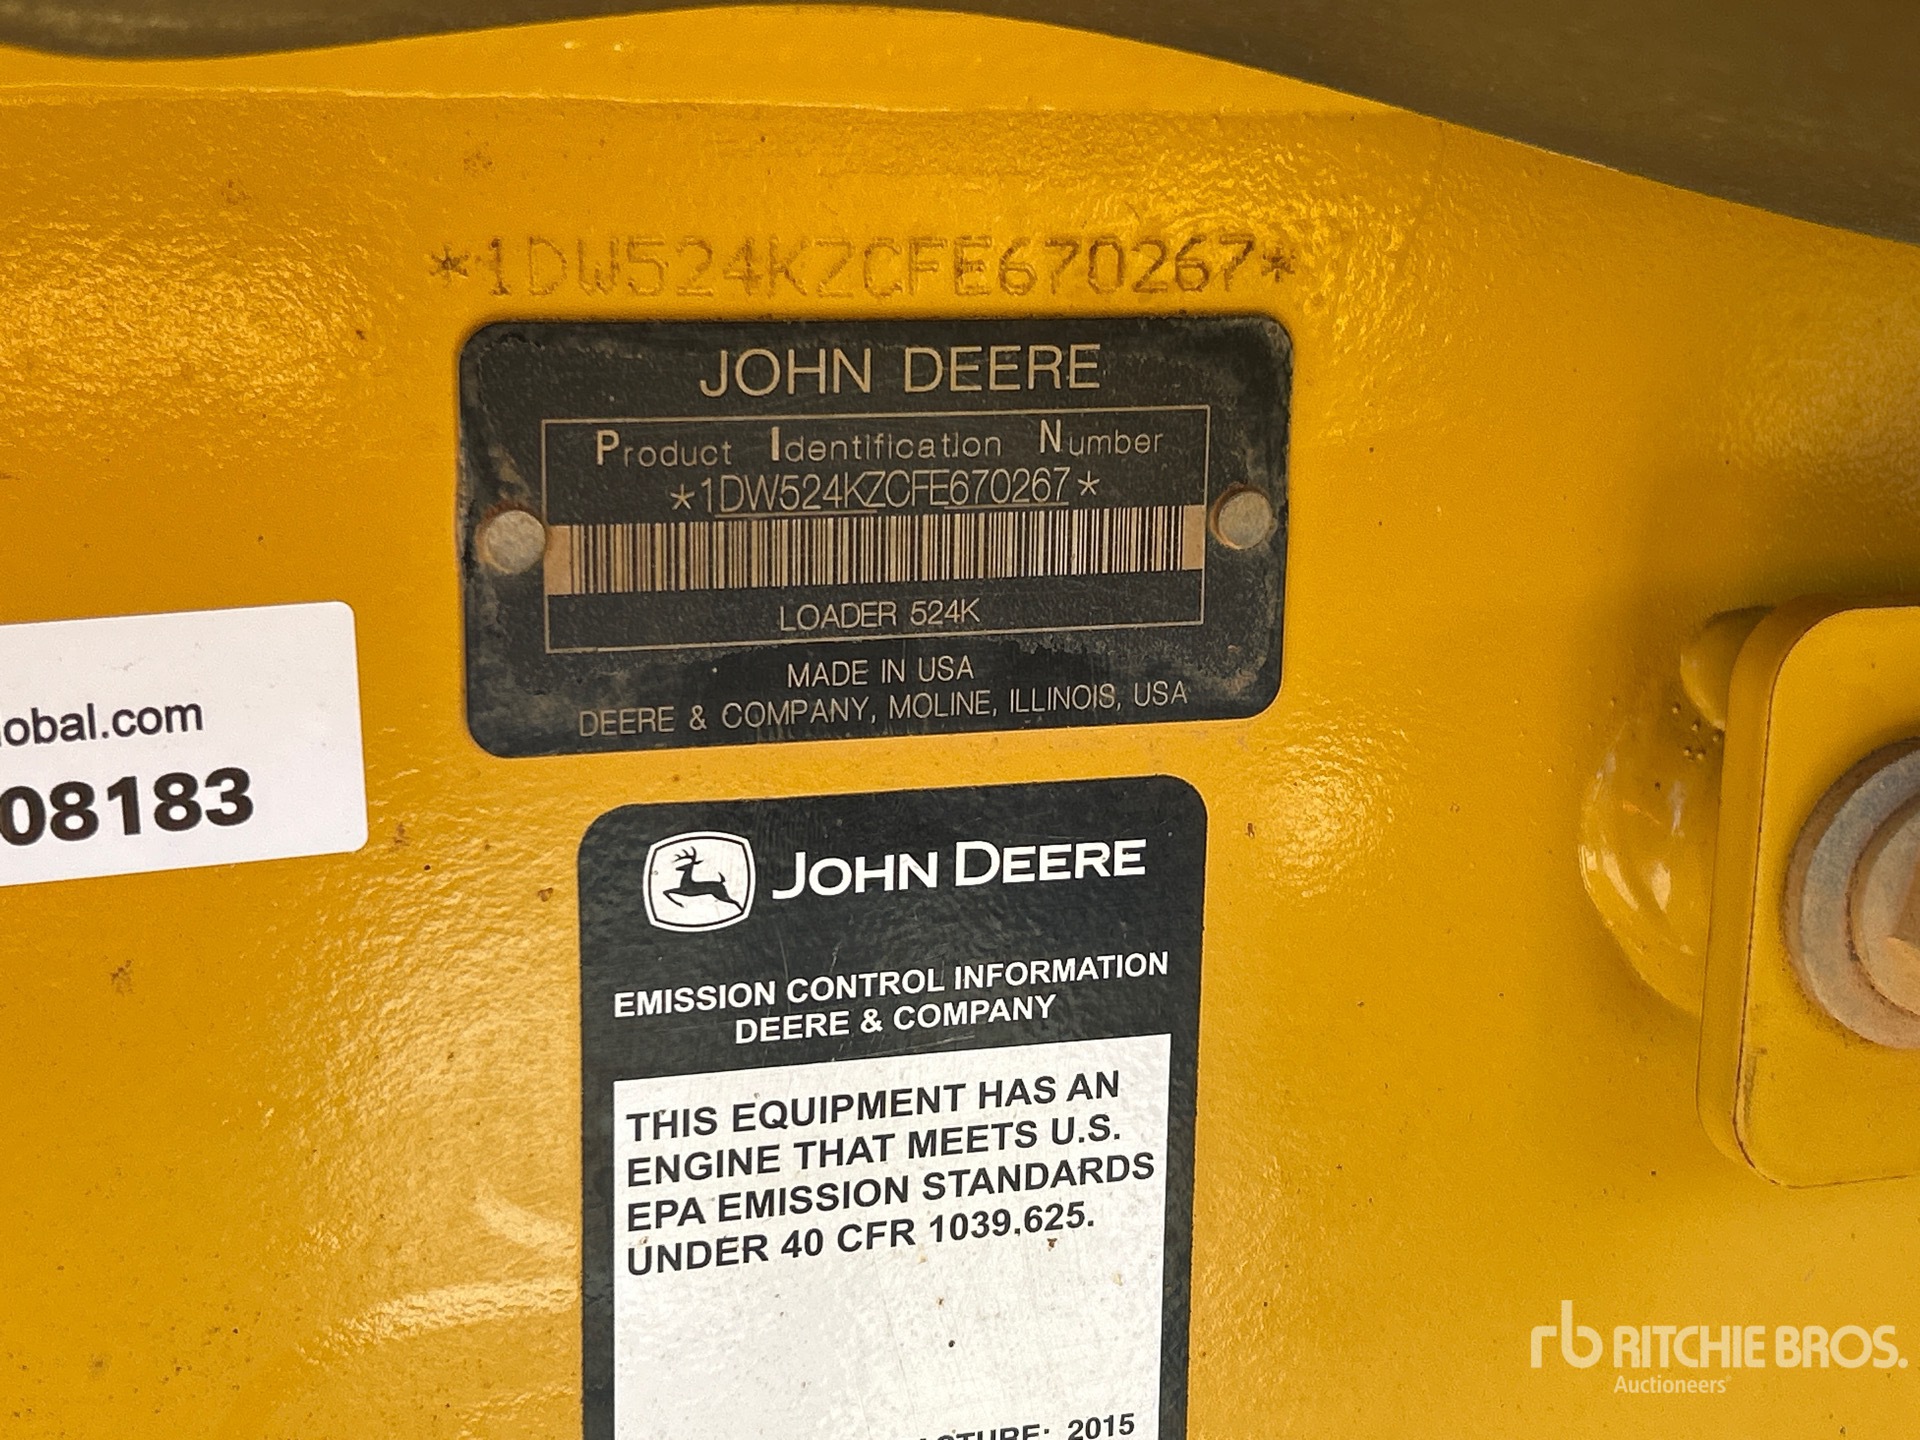 *1DW524KZCFE670267*
JOHN DEERE
Product Identification Number
*1DW524KZCFE670267*
LOADER 524K
MADE IN USA
DEERE & COMPANY, MOLINE, ILLINOIS, USA
lobal.com
08183
JOHN DEERE
EMISSION CONTROL INFORMATION
DEERE & COMPANY
THIS EQUIPMENT HAS AN
ENGINE THAT MEETS U.S.
EPA EMISSION STANDARDS
UNDER 40 CFR 1039.625.
2015
rb RITCHIE BROS.
Auctioneers